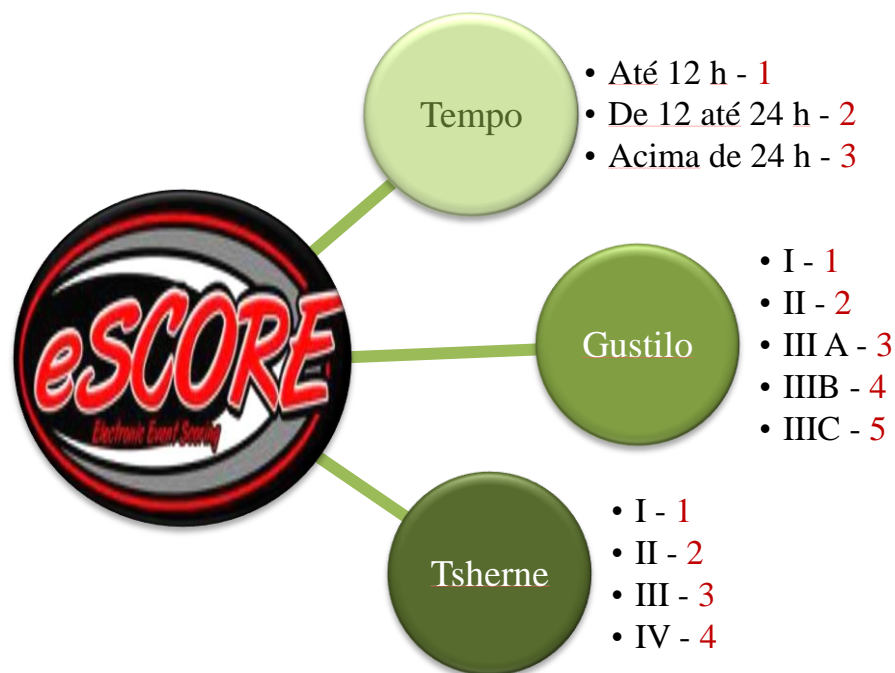 Tempo
• Até 12 h - 1
• De 12 até 24 h - 2
• Acima de 24 h - 3
eSCORE
Electronic Event Scoring
Gustilo
• I - 1
• II - 2
• III A - 3
• IIIB - 4
• IIIC - 5
Tsherne
• I - 1
• II - 2
• III - 3
• IV - 4